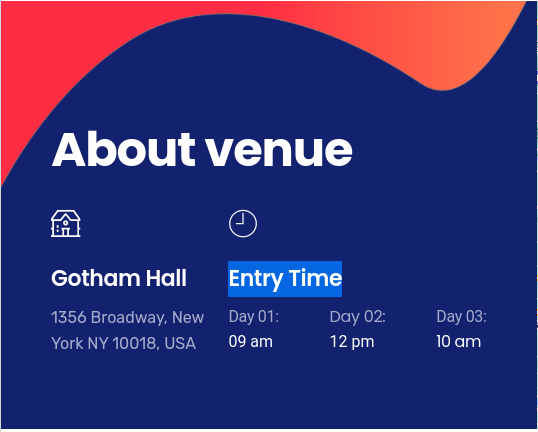 About venue
Gotham Hall
1356 Broadway, New
York NY 10018, USA
Entry Time
Day 01:
09 am
Day 02:
12 pm
Day 03:
10 am